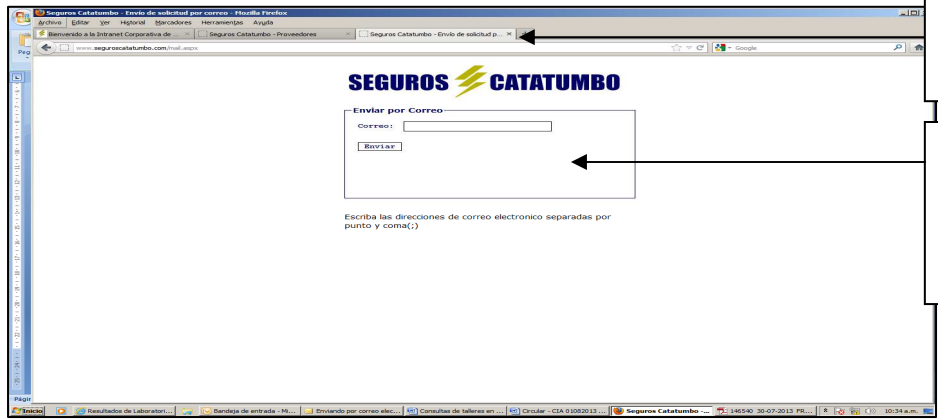 Seguros Catatumbo - Envío de solicitud por correo - Mozilla Firefox
Archivo Editar Ver Historial Marcadores Herramientas Ayuda
Bienvenido a la Intranet Corporativa de ... Seguros Catatumbo - Proveedores Seguros Catatumbo - Envío de solicitud p...
www.seguroscatatumbo.com/mail.aspx Google
Peg
SEGUROS CATATUMBO
Enviar por Correo
Correo:
Enviar
Escriba las direcciones de correo electronico separadas por
punto y coma(;)
Págin
Inicio Resultados de Laboratori... Bandeja de entrada - Mi... Enviando por correo elec... Consultas de talleres en ... Circular - CIA 01082013 ... Seguros Catatumbo -... 146540 30-07-2013 FR... 10:34 a.m.